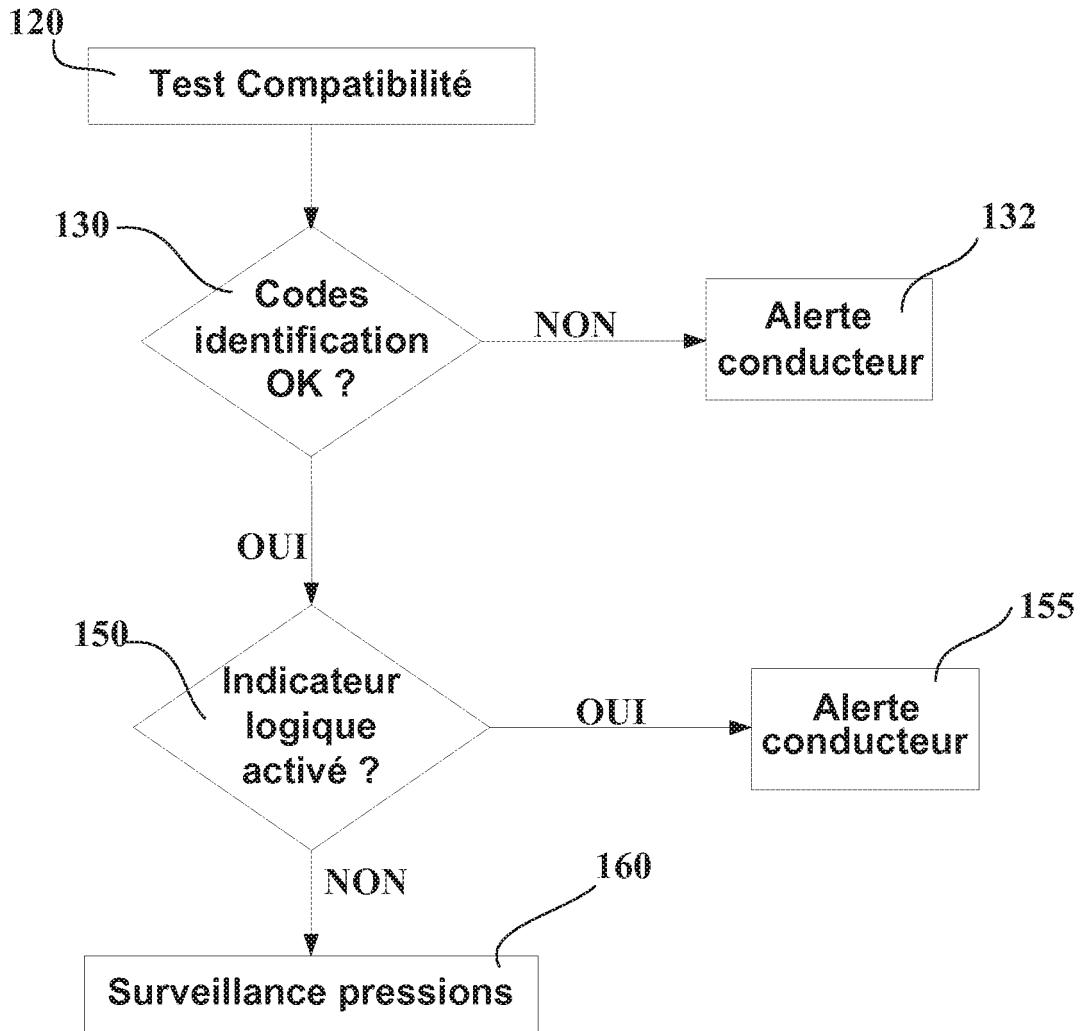 120
Test Compatibilité
130
Codes
identification
OK ?
NON
132
Alerte
conducteur
OUI
150
Indicateur
logique
activé ?
OUI
155
Alerte
conducteur
NON
160
Surveillance pressions